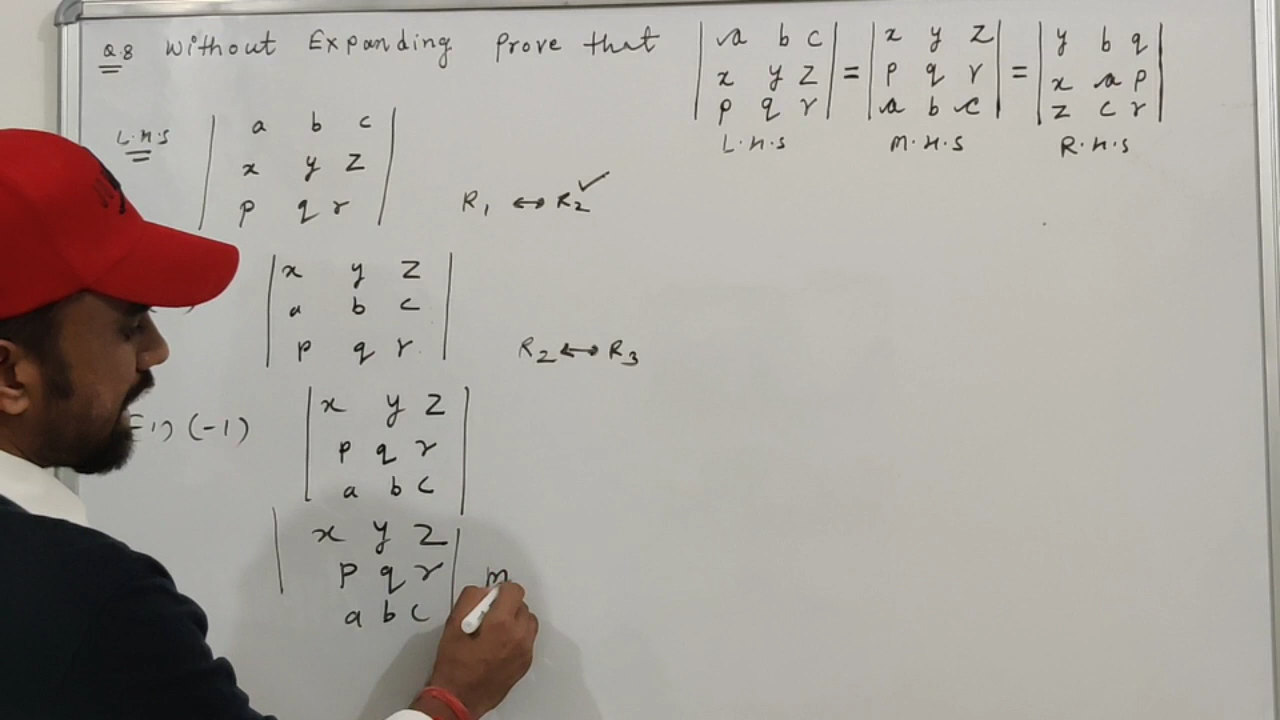 Q.8 Without Expanding prove that | a b c | = | x y z | = | y b q |
| x y z | | p q r | | x a p |
| p q r | | a b c | | z c r |
L.H.S M.H.S R.H.S
L.H.S | a b c |
| x y z |
| p q r | R1 ↔ R2 ✓
| x y z |
| a b c |
| p q r | R2 ↔ R3
(-1) | x y z |
| p q r |
| a b c |
| x y z |
| p q r | M
| a b c |